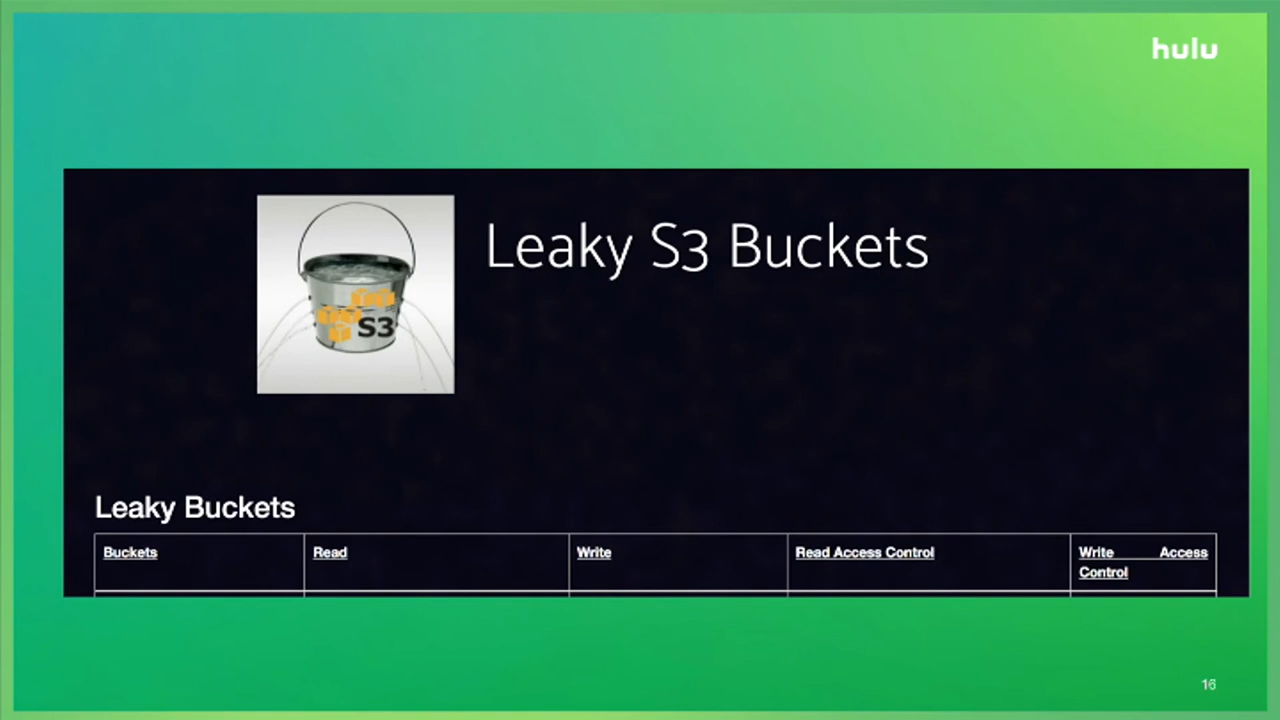 hulu
Leaky S3 Buckets
S3
Leaky Buckets
Buckets
Read
Write
Read Access Control
Write Access
Control
16